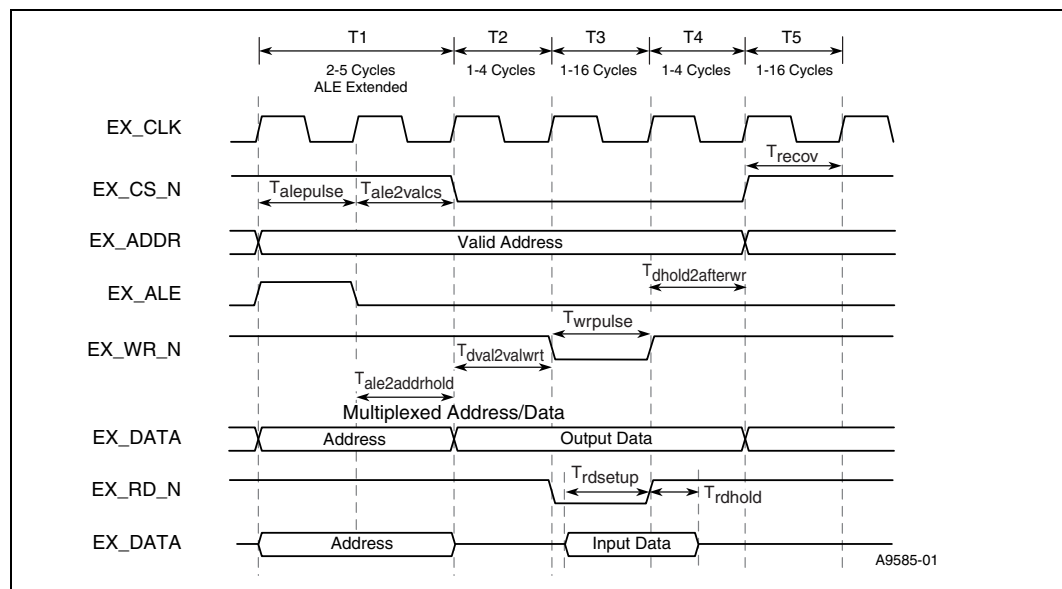 T1 T2 T3 T4 T5
2-5 Cycles 1-4 Cycles 1-16 Cycles 1-4 Cycles 1-16 Cycles
ALE Extended
EX_CLK
Trecov
EX_CS_N
Talepulse Tale2valcs
EX_ADDR Valid Address
Tdhold2afterwr
EX_ALE
Twrpulse
EX_WR_N
Tdval2valwrt
Tale2addrhold
Multiplexed Address/Data
EX_DATA Address Output Data
Trdsetup
EX_RD_N
Trdhold
EX_DATA Address Input Data
A9585-01